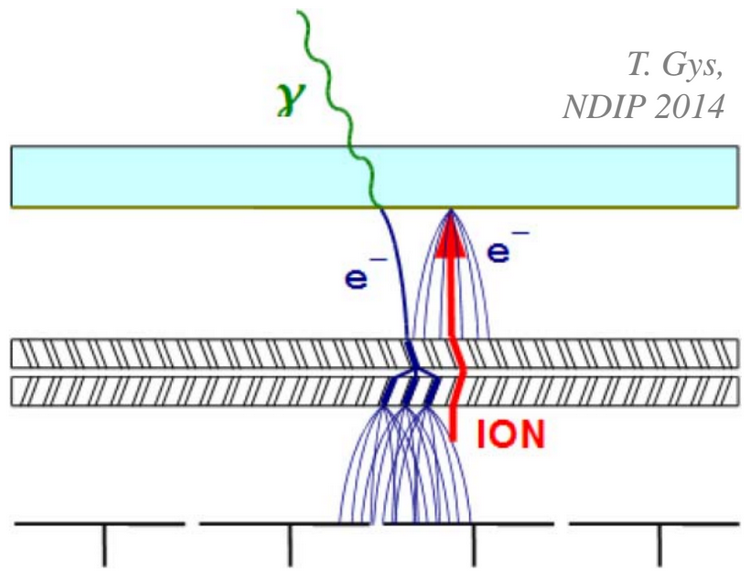 T. Gys,
NDIP 2014
γ
e⁻
e⁻
ION